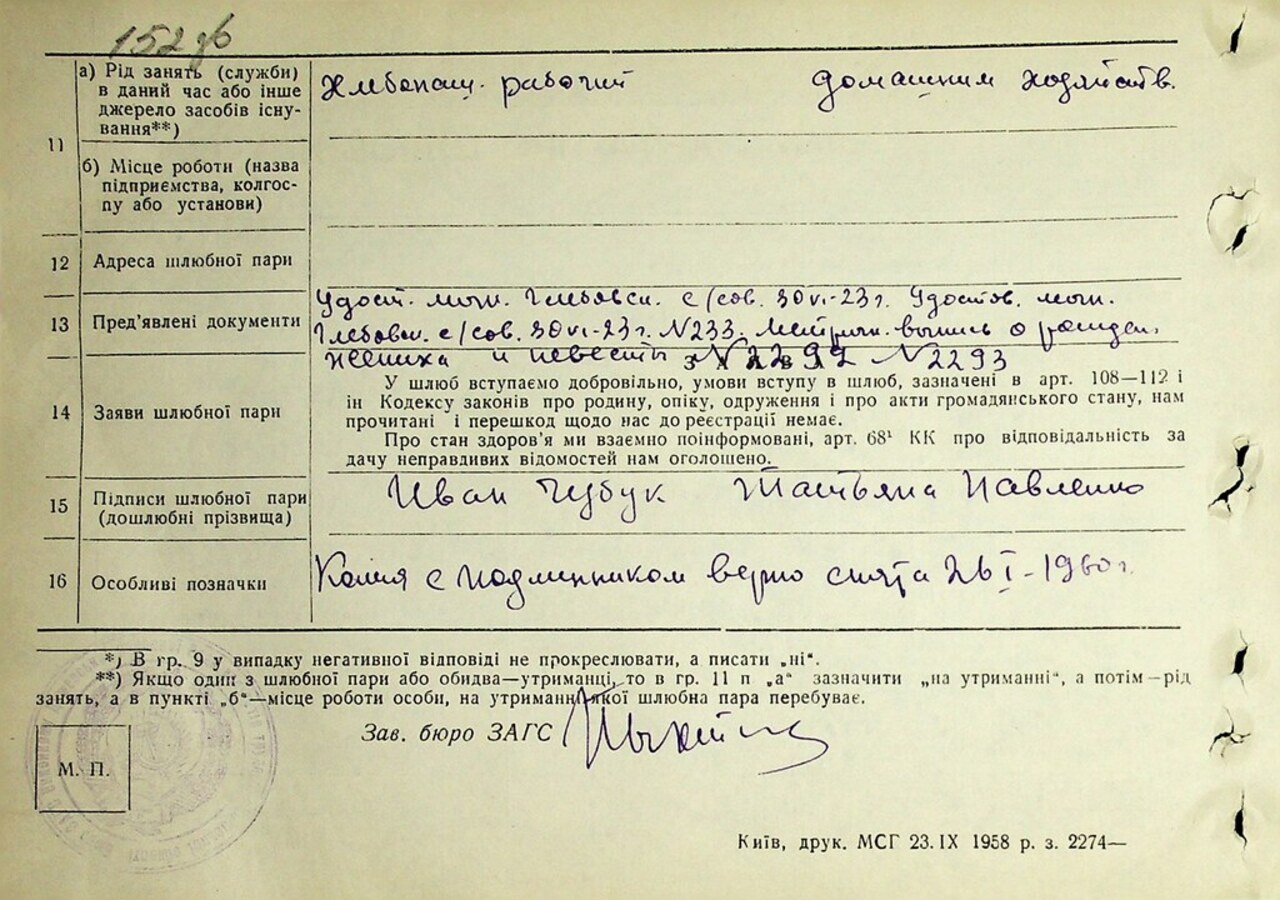 152 зв
11
а) Рід занять (служби) в даний час або інше джерело засобів існування**)
Хлебопаш. рабочий домашним хозяйств.
б) Місце роботи (назва підприємства, колгоспу або установи)
12 Адреса шлюбної пари
13 Пред'явлені документи
Удост. личн. Глебовск. с/сов. 30 VI-23 г. Удостов. личн.
Глебовск. с/сов. 30 VI-23 г. N233. Метрич. выпись о рожден.
жениха и невесты N2293
14 Заяви шлюбної пари
У шлюб вступаємо добровільно, умови вступу в шлюб, зазначені в арт. 108—112 і
ін Кодексу законів про родину, опіку, одруження і про акти громадянського стану, нам
прочитані і перешкод щодо нас до реєстрації немає.
Про стан здоров'я ми взаємно поінформовані, арт. 68¹ КК про відповідальність за
дачу неправдивих відомостей нам оголошено.
15 Підписи шлюбної пари (дошлюбні прізвища)
Иван Чубук Татьяна Павленко
16 Особливі позначки
Копия с подлинником верно снята 26 I-1960 г.
*) В гр. 9 у випадку негативної відповіді не прокреслювати, а писати „ні“.
**) Якщо один з шлюбної пари або обидва—утриманці, то в гр. 11 п „а“ зазначити „на утриманні“, а потім—рід
занять, а в пункті „б“—місце роботи особи, на утриманні якої шлюбна пара перебуває.
Зав. бюро ЗАГС
М. П.
Київ, друк. МСГ 23.IX 1958 р. з. 2274—